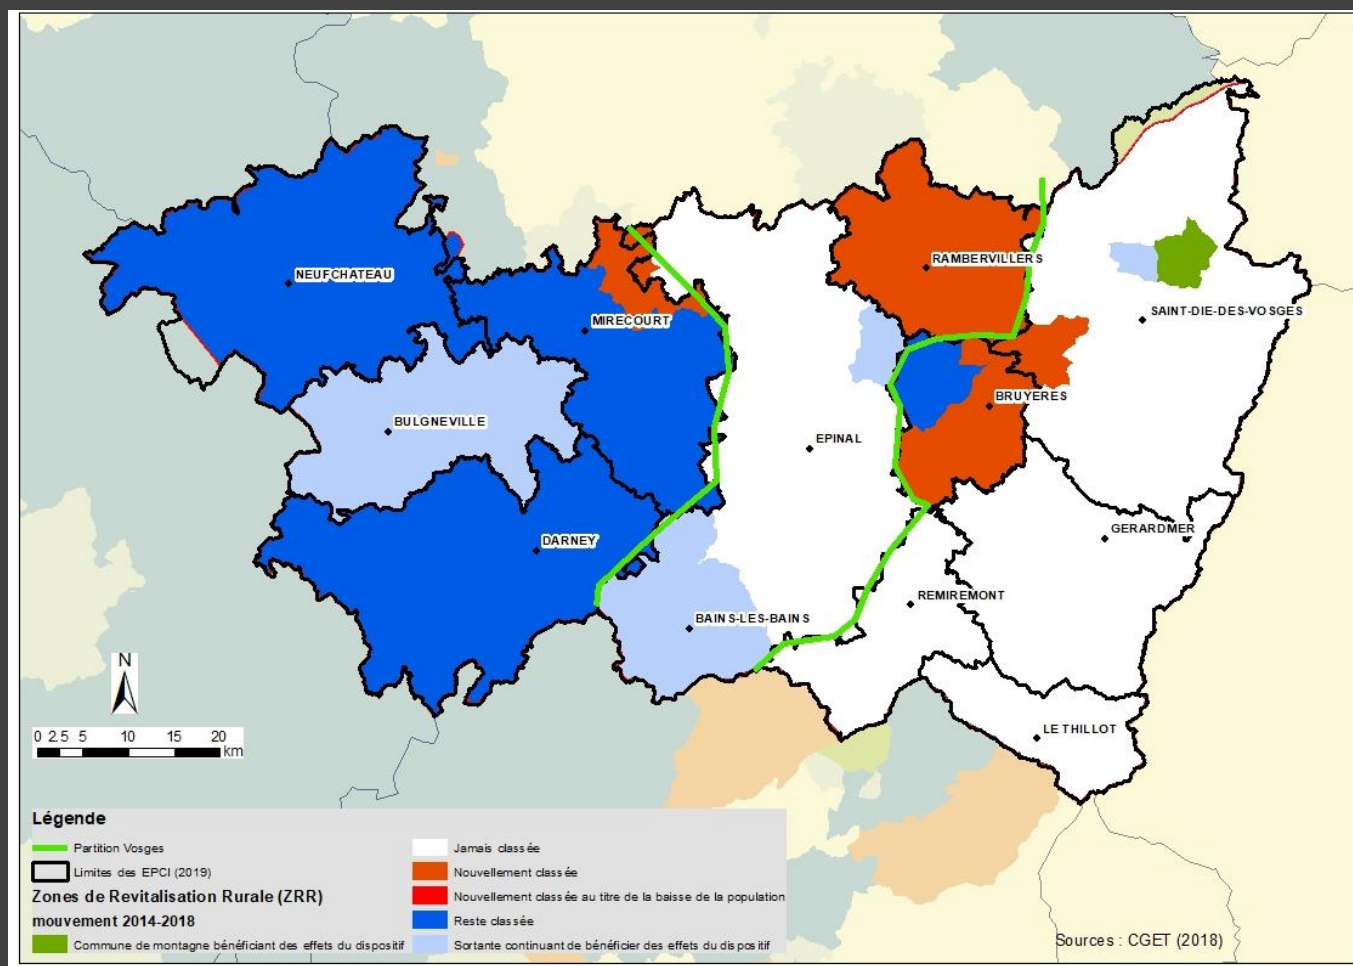 RAMBERVILLERS
NEUFCHATEAU
SAINT-DIE-DES-VOSGES
MIRECOURT
BRUYERES
BULGNEVILLE
EPINAL
GERARDMER
DARNEY
REMIREMONT
BAINS-LES-BAINS
LE THILLOT
N
0 2.5 5 10 15 20
km
Légende
Partition Vosges
Limites des EPCI (2019)
Zones de Revitalisation Rurale (ZRR)
mouvement 2014-2018
Commune de montagne bénéficiant des effets du dispositif
Jamais classée
Nouvellement classée
Nouvellement classée au titre de la baisse de la population
Reste classée
Sortante continuant de bénéficier des effets du dispositif
Sources : CGET (2018)